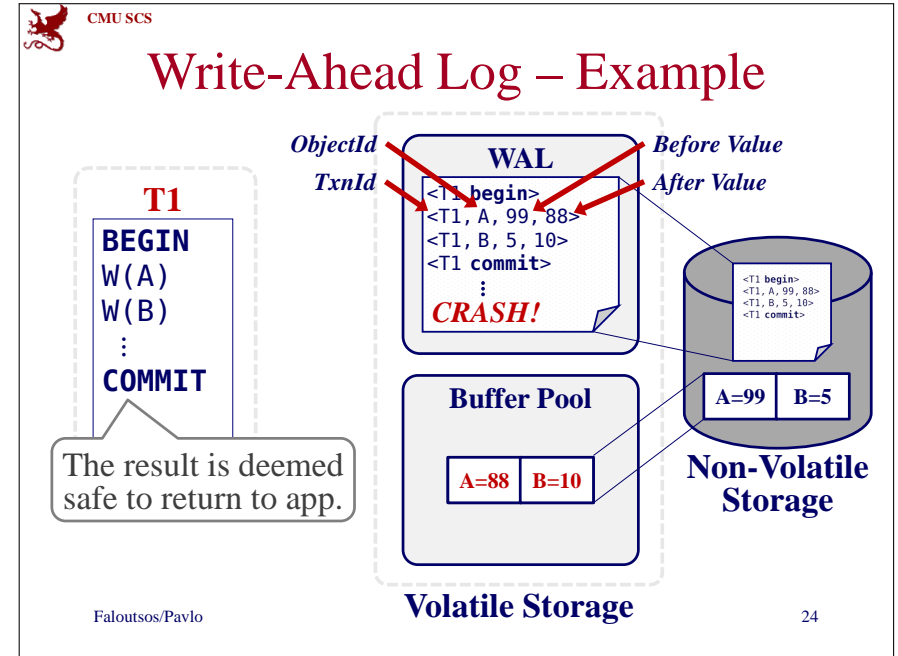 CMU SCS
Write-Ahead Log – Example
T1
BEGIN
W(A)
W(B)
⋮
COMMIT
The result is deemed
safe to return to app.
ObjectId
TxnId
WAL
Before Value
After Value
<T1 begin>
<T1, A, 99, 88>
<T1, B, 5, 10>
<T1 commit>
⋮
CRASH!
Buffer Pool
A=88 B=10
Volatile Storage
<T1 begin>
<T1, A, 99, 88>
<T1, B, 5, 10>
<T1 commit>
A=99 B=5
Non-Volatile
Storage
Faloutsos/Pavlo
24